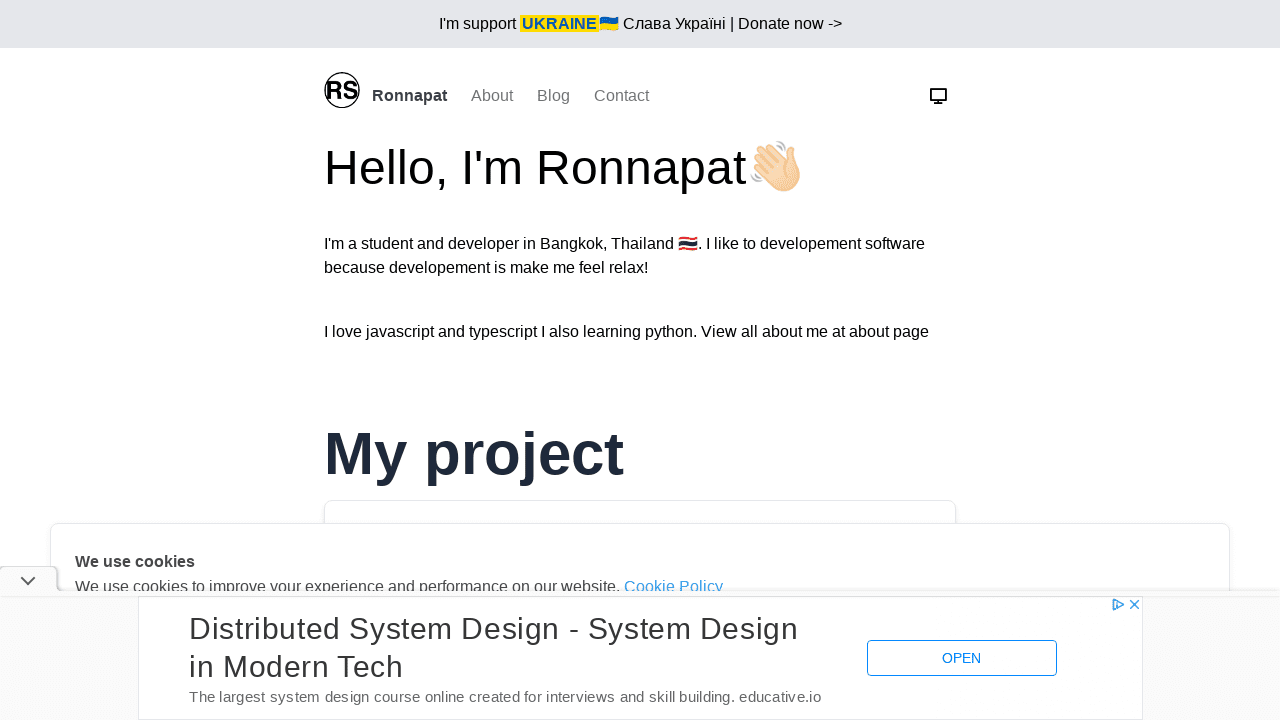 I'm support UKRAINE🇺🇦 Слава Україні | Donate now ->
RS
Ronnapat About Blog Contact
Hello, I'm Ronnapat👋🏻
I'm a student and developer in Bangkok, Thailand 🇹🇭. I like to developement software
because developement is make me feel relax!
I love javascript and typescript I also learning python. View all about me at about page
My project
We use cookies
We use cookies to improve your experience and performance on our website. Cookie Policy
Distributed System Design - System Design
in Modern Tech
The largest system design course online created for interviews and skill building. educative.io
OPEN